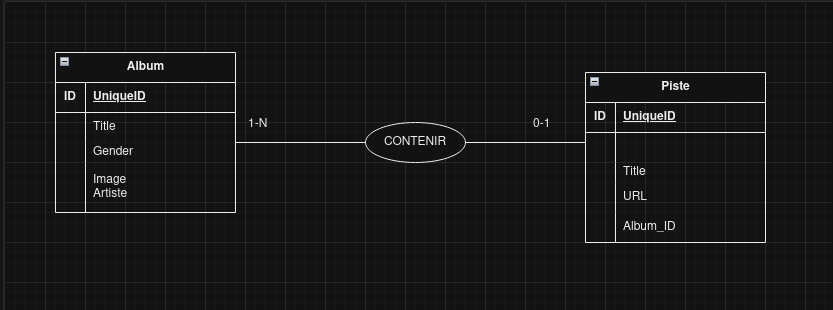 Album
ID UniqueID
Title
Gender
Image
Artiste
1-N
CONTENIR
0-1
Piste
ID UniqueID
Title
URL
Album_ID